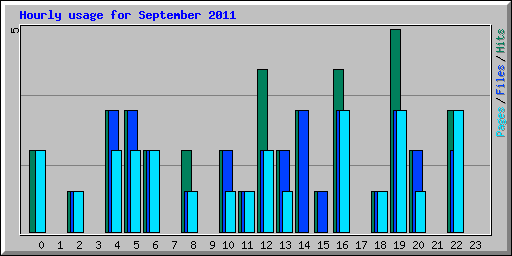 Hourly usage for September 2011
5
Pages / Files / Hits
0 1 2 3 4 5 6 7 8 9 10 11 12 13 14 15 16 17 18 19 20 21 22 23